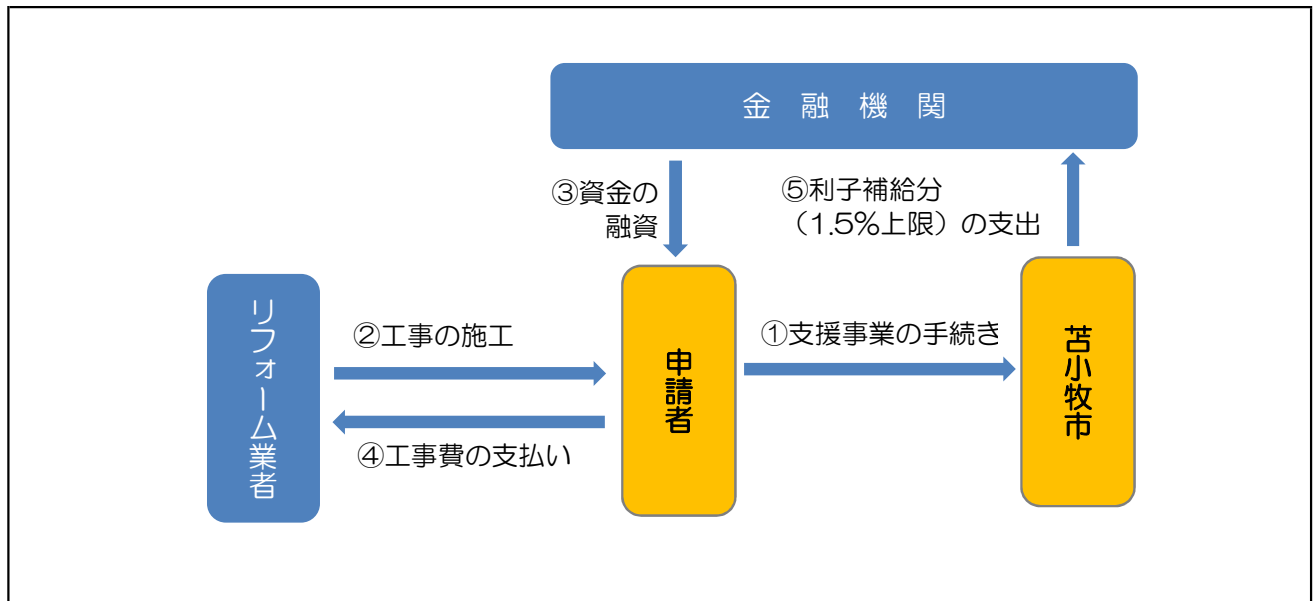 金融機関
③資金の
融資
⑤利子補給分
（1.5%上限）の支出
リフォーム業者
②工事の施工
④工事費の支払い
申請者
①支援事業の手続き
苫小牧市